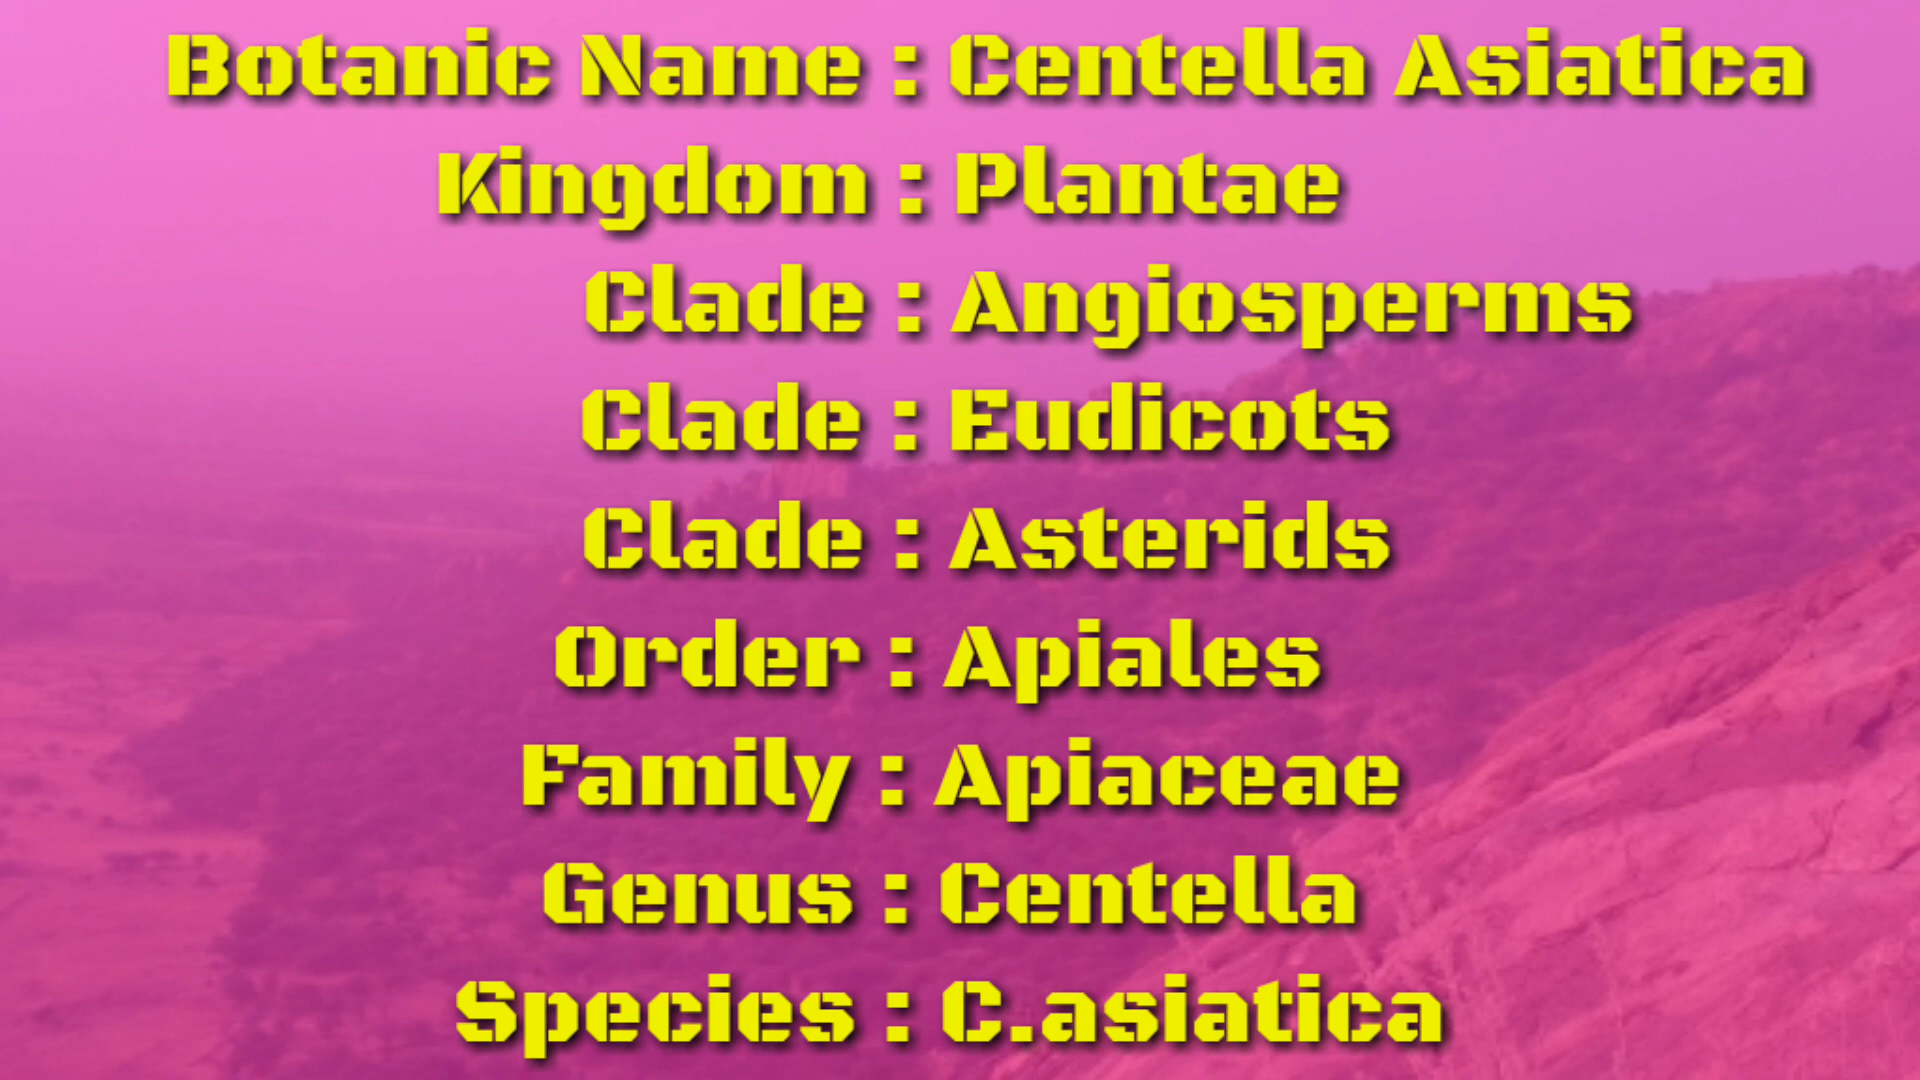 Botanic Name : Centella Asiatica
Kingdom : Plantae
Clade : Angiosperms
Clade : Eudicots
Clade : Asterids
Order : Apiales
Family : Apiaceae
Genus : Centella
Species : C.asiatica